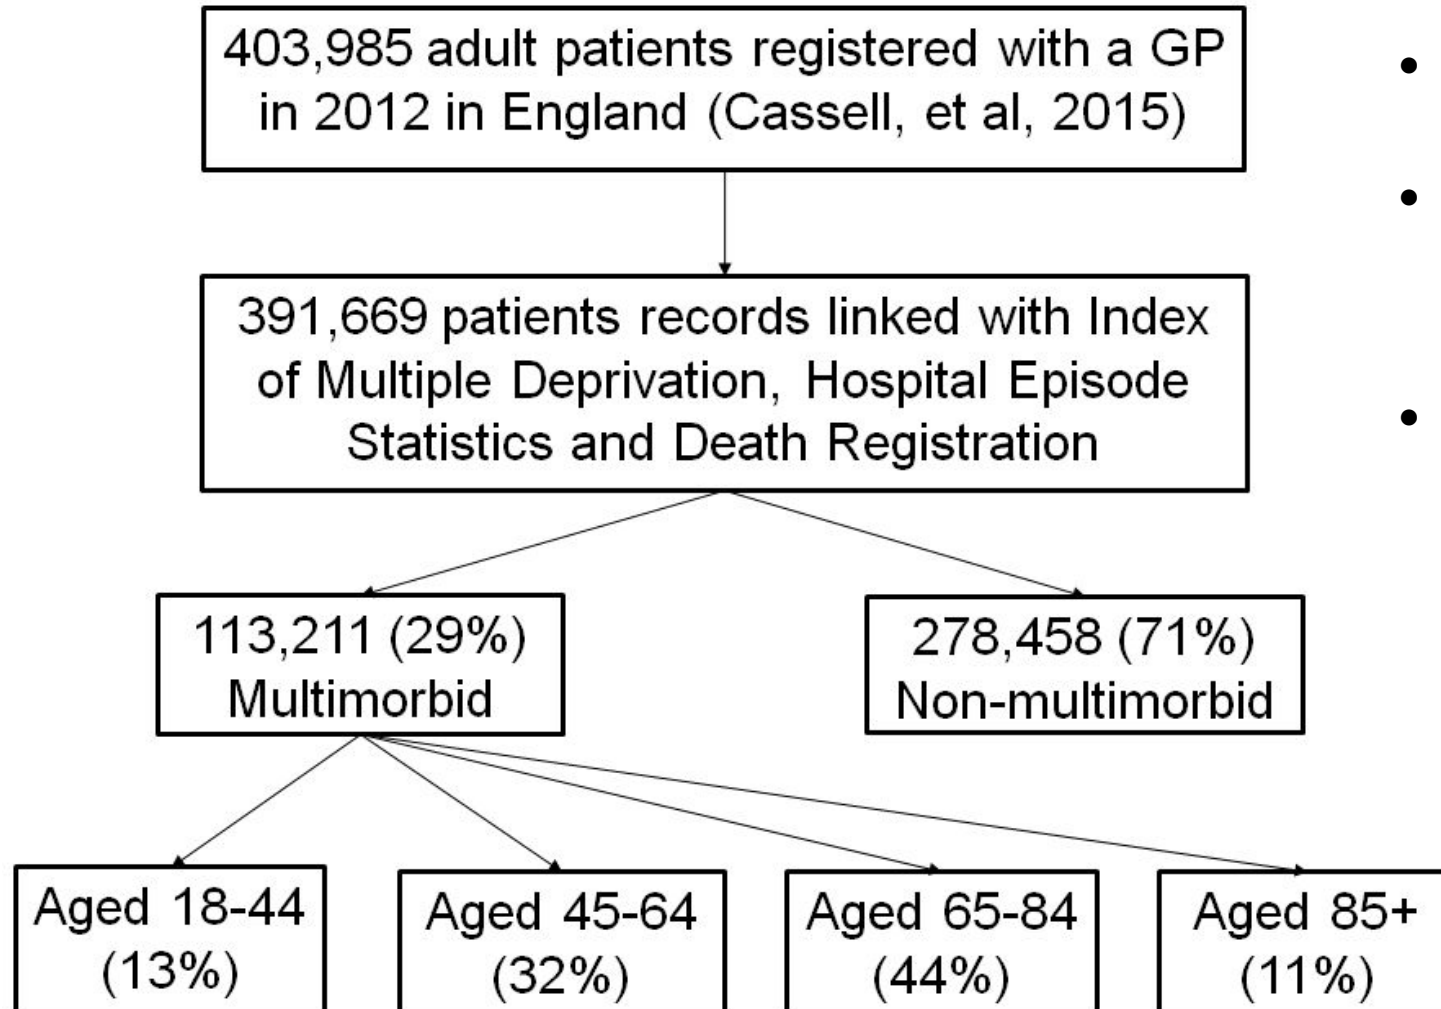 403,985 adult patients registered with a GP
in 2012 in England (Cassell, et al, 2015)
391,669 patients records linked with Index
of Multiple Deprivation, Hospital Episode
Statistics and Death Registration
113,211 (29%)
Multimorbid
278,458 (71%)
Non-multimorbid
Aged 18-44
(13%)
Aged 45-64
(32%)
Aged 65-84
(44%)
Aged 85+
(11%)